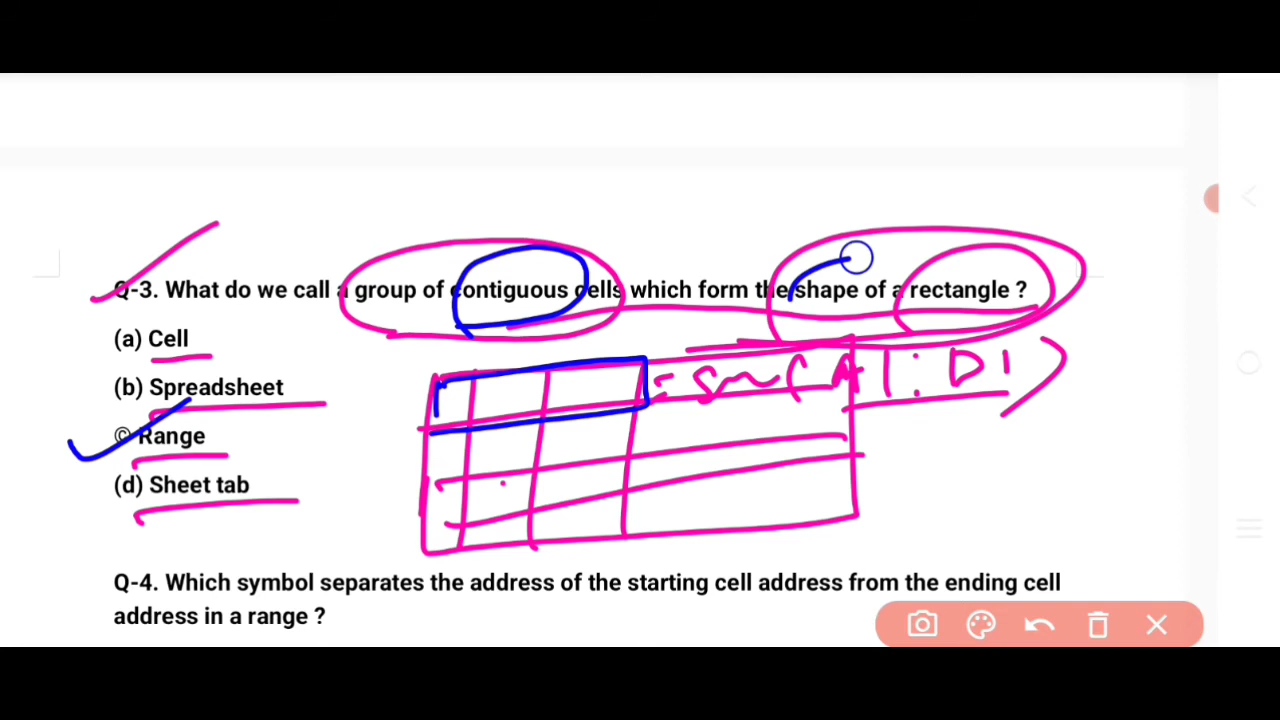 Q-3. What do we call a group of contiguous cells which form the shape of a rectangle ?
(a) Cell
(b) Spreadsheet
=sum(A1:D1)
© Range
(d) Sheet tab
Q-4. Which symbol separates the address of the starting cell address from the ending cell
address in a range ?